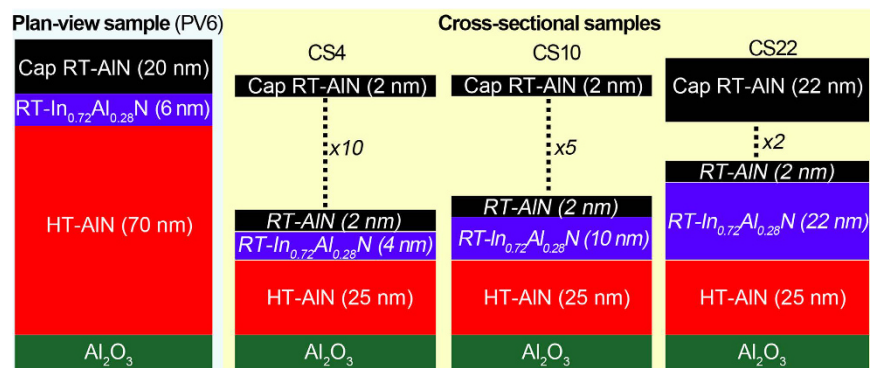 Plan-view sample (PV6)
Cap RT-AlN (20 nm)
RT-In0.72Al0.28N (6 nm)
HT-AlN (70 nm)
Al2O3
Cross-sectional samples
CS4
Cap RT-AlN (2 nm)
x10
RT-AlN (2 nm)
RT-In0.72Al0.28N (4 nm)
HT-AlN (25 nm)
Al2O3
CS10
Cap RT-AlN (2 nm)
x5
RT-AlN (2 nm)
RT-In0.72Al0.28N (10 nm)
HT-AlN (25 nm)
Al2O3
CS22
Cap RT-AlN (22 nm)
x2
RT-AlN (2 nm)
RT-In0.72Al0.28N (22 nm)
HT-AlN (25 nm)
Al2O3